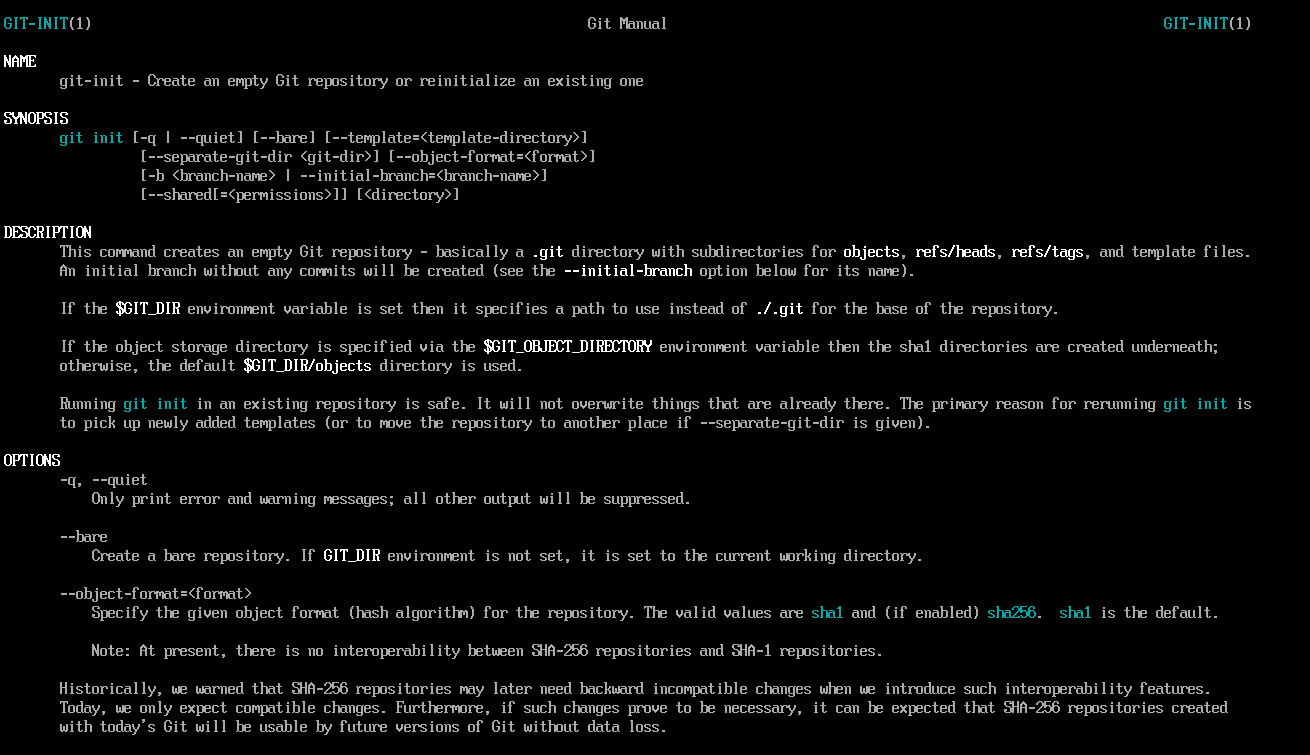 GIT-INIT(1) Git Manual GIT-INIT(1)
NAME
git-init - Create an empty Git repository or reinitialize an existing one
SYNOPSIS
git init [-q | --quiet] [--bare] [--template=<template-directory>]
[--separate-git-dir <git-dir>] [--object-format=<format>]
[-b <branch-name> | --initial-branch=<branch-name>]
[--shared[=<permissions>]] [<directory>]
DESCRIPTION
This command creates an empty Git repository - basically a .git directory with subdirectories for objects, refs/heads, refs/tags, and template files.
An initial branch without any commits will be created (see the --initial-branch option below for its name).
If the $GIT_DIR environment variable is set then it specifies a path to use instead of ./.git for the base of the repository.
If the object storage directory is specified via the $GIT_OBJECT_DIRECTORY environment variable then the sha1 directories are created underneath;
otherwise, the default $GIT_DIR/objects directory is used.
Running git init in an existing repository is safe. It will not overwrite things that are already there. The primary reason for rerunning git init is
to pick up newly added templates (or to move the repository to another place if --separate-git-dir is given).
OPTIONS
-q, --quiet
Only print error and warning messages; all other output will be suppressed.
--bare
Create a bare repository. If GIT_DIR environment is not set, it is set to the current working directory.
--object-format=<format>
Specify the given object format (hash algorithm) for the repository. The valid values are sha1 and (if enabled) sha256.  sha1 is the default.
Note: At present, there is no interoperability between SHA-256 repositories and SHA-1 repositories.
Historically, we warned that SHA-256 repositories may later need backward incompatible changes when we introduce such interoperability features.
Today, we only expect compatible changes. Furthermore, if such changes prove to be necessary, it can be expected that SHA-256 repositories created
with today's Git will be usable by future versions of Git without data loss.